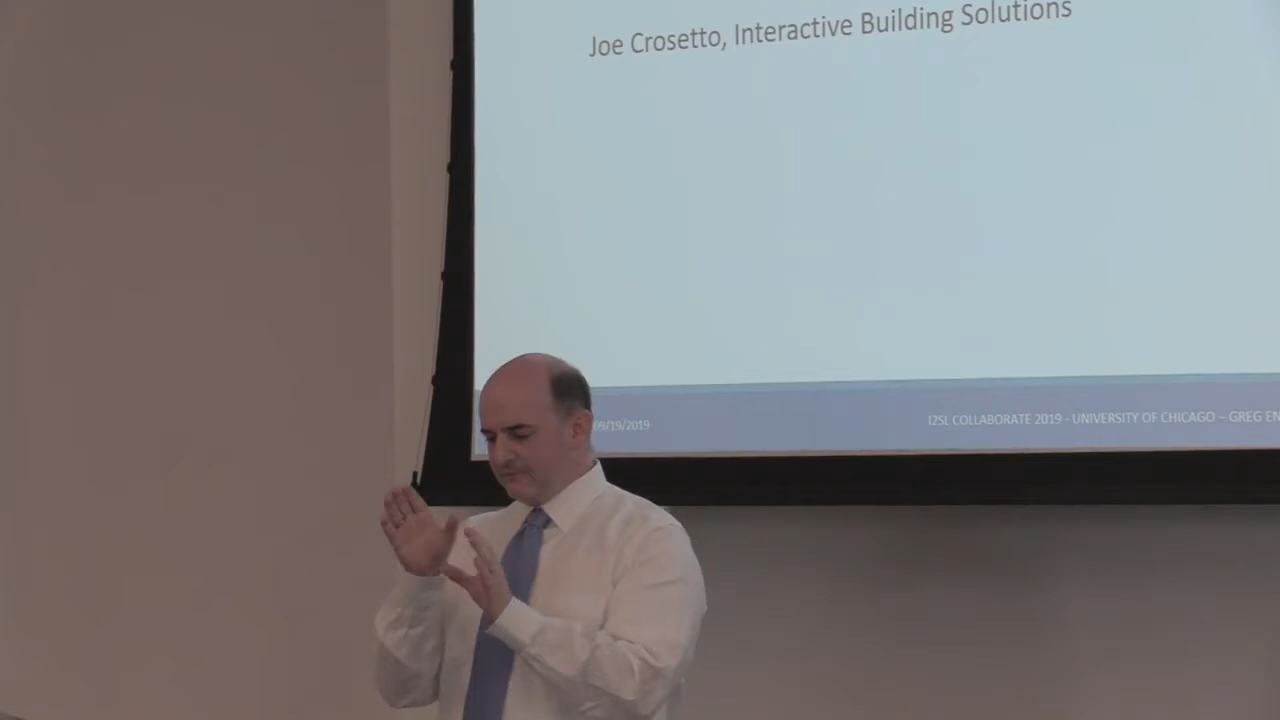 Joe Crosetto, Interactive Building Solutions
09/19/2019
I2SL COLLABORATE 2019 - UNIVERSITY OF CHICAGO – GREG EN